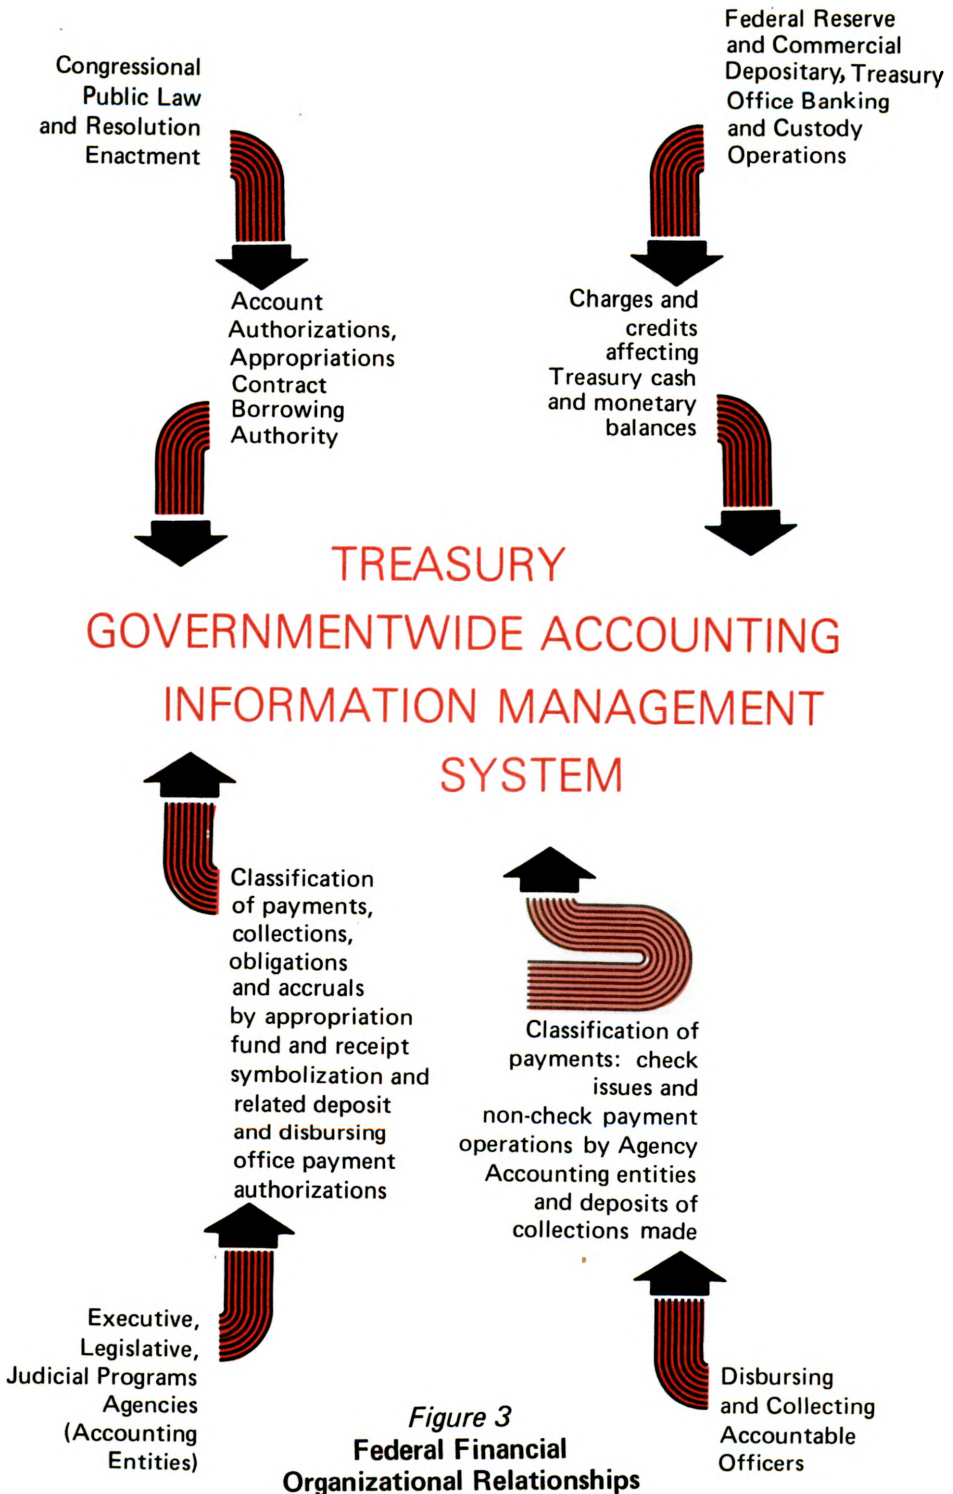 Congressional
Public Law
and Resolution
Enactment
Federal Reserve
and Commercial
Depositary, Treasury
Office Banking
and Custody
Operations
Account
Authorizations,
Appropriations
Contract
Borrowing
Authority
Charges and
credits
affecting
Treasury cash
and monetary
balances
TREASURY
GOVERNMENTWIDE ACCOUNTING
INFORMATION MANAGEMENT
SYSTEM
Classification
of payments,
collections,
obligations
and accruals
by appropriation
fund and receipt
symbolization and
related deposit
and disbursing
office payment
authorizations
Classification of
payments: check
issues and
non-check payment
operations by Agency
Accounting entities
and deposits of
collections made
Executive,
Legislative,
Judicial Programs
Agencies
(Accounting
Entities)
Disbursing
and Collecting
Accountable
Officers
Figure 3
Federal Financial
Organizational Relationships